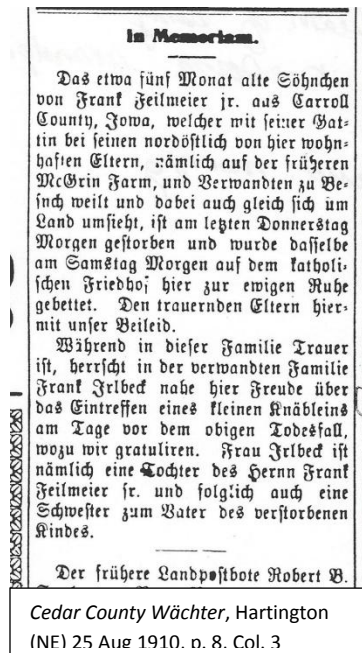 In Memoriam.
Das etwa fünf Monat alte Söhnchen
von Frank Feilmeier jr. aus Carroll
County, Iowa, welcher mit seiner Gat-
tin bei seinen nordöstlich von hier wohn-
haften Eltern, nämlich auf der früheren
McGrin Farm, und Verwandten zu Be-
such weilt und dabei auch gleich sich um
Land umsieht, ist am letzten Donnerstag
Morgen gestorben und wurde dasselbe
am Samstag Morgen auf dem katholi-
schen Friedhof hier zur ewigen Ruhe
gebettet. Den trauernden Eltern hier-
mit unser Beileid.
Während in dieser Familie Trauer
ist, herrscht in der verwandten Familie
Frank Irlbeck nahe hier Freude über
das Eintreffen eines kleinen Knäbleins
am Tage vor dem obigen Todesfall,
wozu wir gratuliren. Frau Irlbeck ist
nämlich eine Tochter des Hernn Frank
Feilmeier sr. und folglich auch eine
Schwester zum Vater des verstorbenen
Kindes.
Der frühere Landpostbote Robert B.
Cedar County Wächter, Hartington
(NE) 25 Aug 1910, p. 8, Col. 3